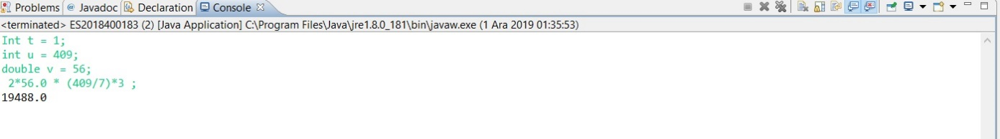 Problems @ Javadoc Declaration Console
<terminated> ES2018400183 (2) [Java Application] C:\Program Files\Java\jre1.8.0_181\bin\javaw.exe (1 Ara 2019 01:35:53)
Int t = 1;
int u = 409;
double v = 56;
 2*56.0 * (409/7)*3 ;
19488.0